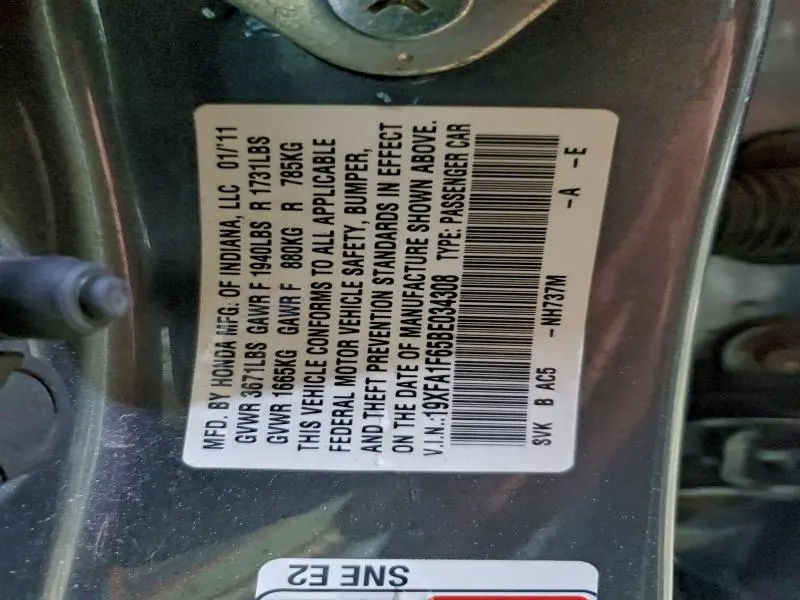 MFD. BY HONDA MFG. OF INDIANA, LLC 01/'11
GVWR 3671LBS GAWR F 1940LBS R 1731LBS
GVWR 1665KG GAWR F 880KG R 785KG
THIS VEHICLE CONFORMS TO ALL APPLICABLE
FEDERAL MOTOR VEHICLE SAFETY, BUMPER,
AND THEFT PREVENTION STANDARDS IN EFFECT
ON THE DATE OF MANUFACTURE SHOWN ABOVE.
V.I.N.:19XFA1F66BE034308 TYPE: PASSENGER CAR
SVK B AC5 -NH737M -A -E
SNE E2